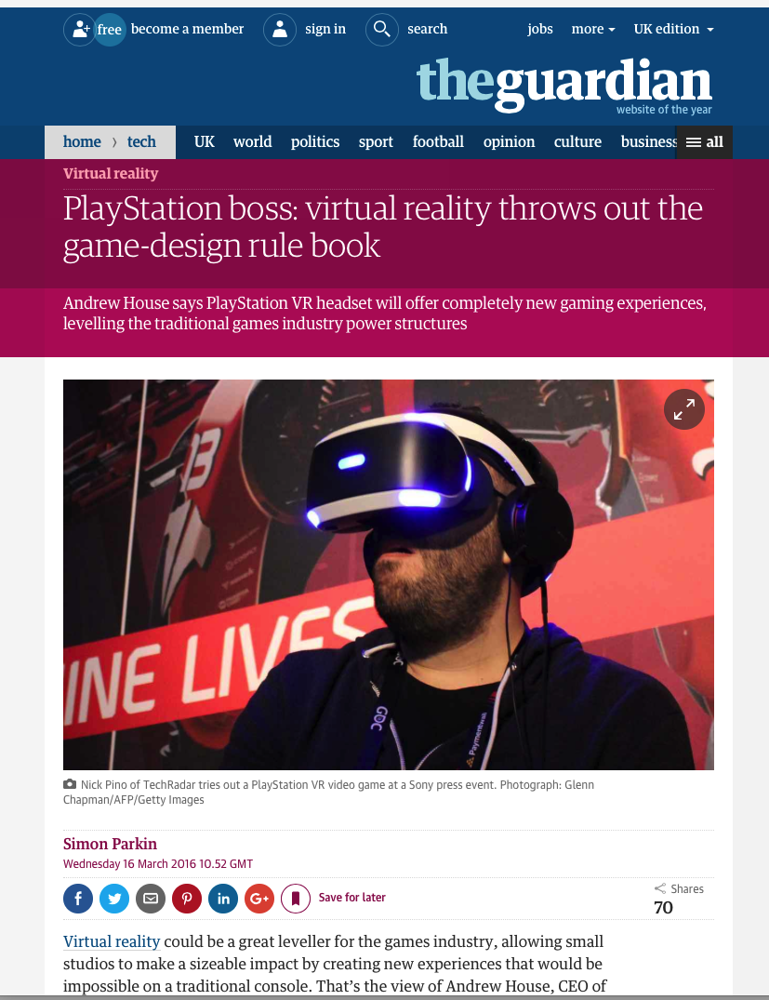 free become a member sign in search jobs more UK edition
theguardian
website of the year
home › tech UK world politics sport football opinion culture business all
Virtual reality
PlayStation boss: virtual reality throws out the
game-design rule book
Andrew House says PlayStation VR headset will offer completely new gaming experiences,
levelling the traditional games industry power structures
INE LIVES
GDC
Nick Pino of TechRadar tries out a PlayStation VR video game at a Sony press event. Photograph: Glenn
Chapman/AFP/Getty Images
Simon Parkin
Wednesday 16 March 2016 10.52 GMT
Save for later
Shares
70
Virtual reality could be a great leveller for the games industry, allowing small
studios to make a sizeable impact by creating new experiences that would be
impossible on a traditional console. That’s the view of Andrew House, CEO of